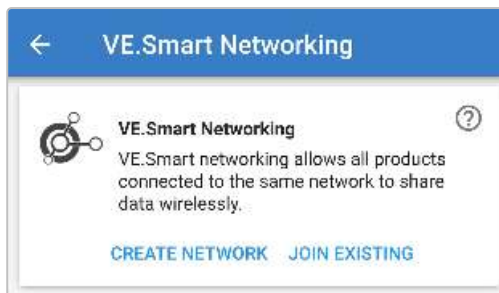 VE.Smart Networking
VE.Smart Networking
VE.Smart networking allows all products
connected to the same network to share
data wirelessly.
CREATE NETWORK JOIN EXISTING